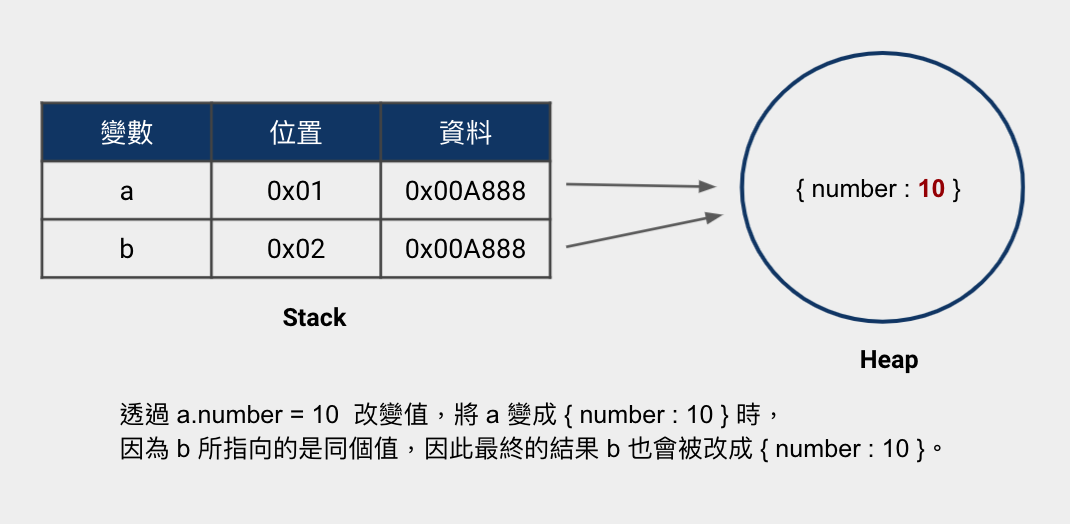 變數 位置 資料
a 0x01 0x00A888
b 0x02 0x00A888
{ number : 10 }
Stack
Heap
透過 a.number = 10 改變值，將 a 變成 { number : 10 } 時，
因為 b 所指向的是同個值，因此最終的結果 b 也會被改成 { number : 10 }。